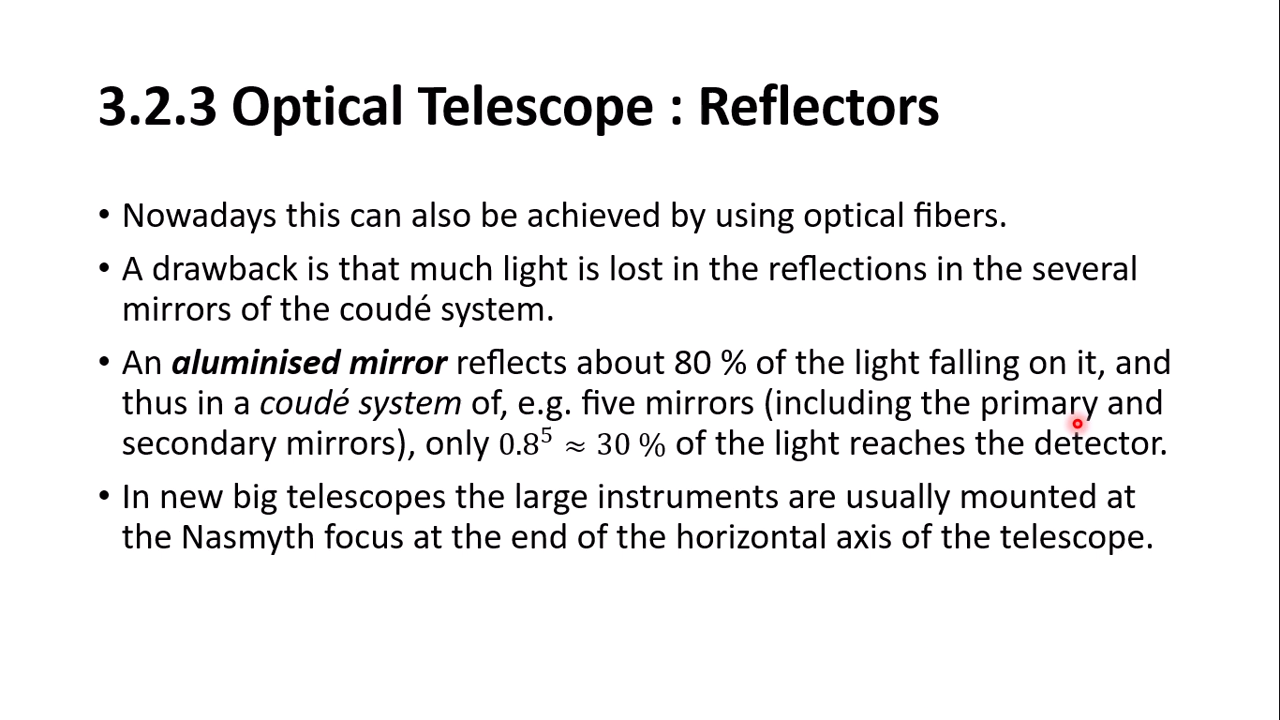 3.2.3 Optical Telescope : Reflectors
• Nowadays this can also be achieved by using optical fibers.
• A drawback is that much light is lost in the reflections in the several
mirrors of the coudé system.
• An aluminised mirror reflects about 80 % of the light falling on it, and
thus in a coudé system of, e.g. five mirrors (including the primary and
secondary mirrors), only 0.8⁵ ≈ 30 % of the light reaches the detector.
• In new big telescopes the large instruments are usually mounted at
the Nasmyth focus at the end of the horizontal axis of the telescope.